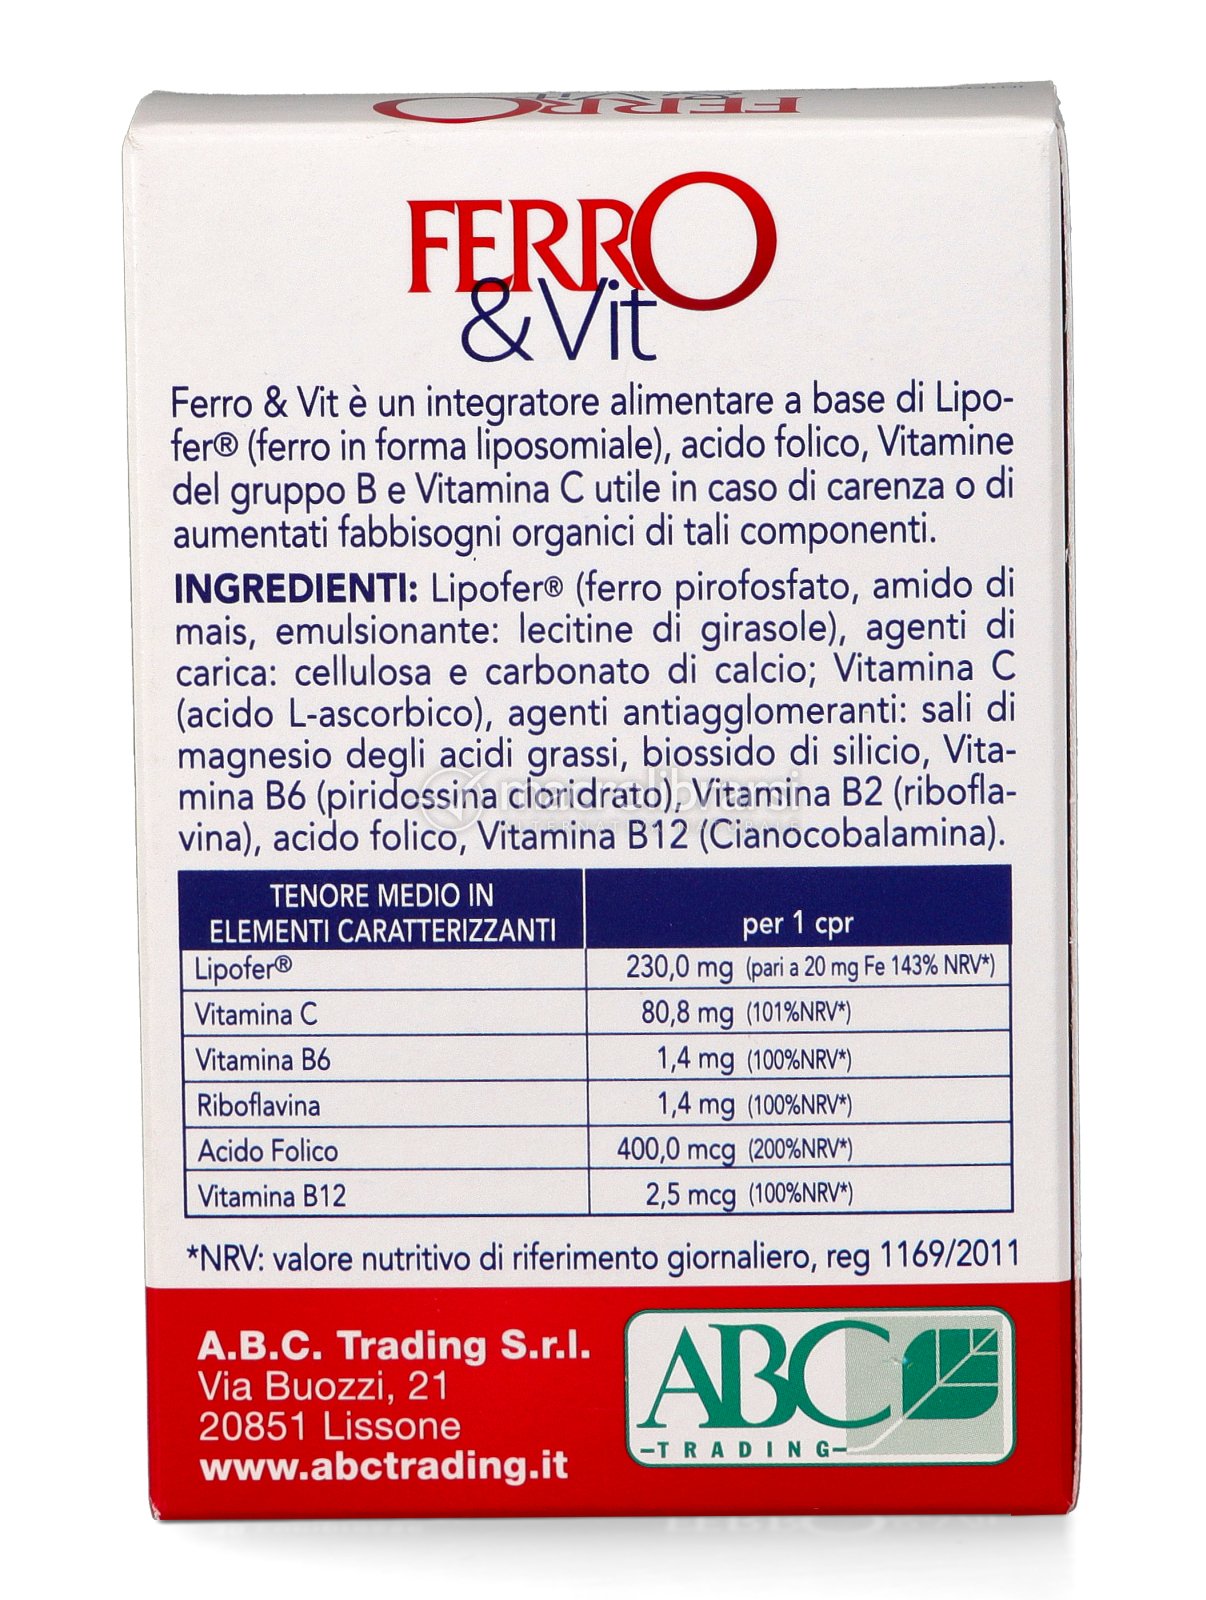 FERRO
FERRO
& Vit
Ferro & Vit è un integratore alimentare a base di Lipo-
fer® (ferro in forma liposomiale), acido folico, Vitamine
del gruppo B e Vitamina C utile in caso di carenza o di
aumentati fabbisogni organici di tali componenti.
INGREDIENTI: Lipofer® (ferro pirofosfato, amido di
mais, emulsionante: lecitine di girasole), agenti di
carica: cellulosa e carbonato di calcio; Vitamina C
(acido L-ascorbico), agenti antiagglomeranti: sali di
magnesio degli acidi grassi, biossido di silicio, Vita-
mina B6 (piridossina cloridrato), Vitamina B2 (ribofla-
macrolibrarsi
vina), acido folico, Vitamina B12 (Cianocobalamina).
TENORE MEDIO IN
ELEMENTI CARATTERIZZANTI per 1 cpr
Lipofer® 230,0 mg (pari a 20 mg Fe 143% NRV*)
Vitamina C 80,8 mg (101%NRV*)
Vitamina B6 1,4 mg (100%NRV*)
Riboflavina 1,4 mg (100%NRV*)
Acido Folico 400,0 mcg (200%NRV*)
Vitamina B12 2,5 mcg (100%NRV*)
*NRV: valore nutritivo di riferimento giornaliero, reg 1169/2011
A.B.C. Trading S.r.l.
Via Buozzi, 21
20851 Lissone
www.abctrading.it
ABC
-TRADING-